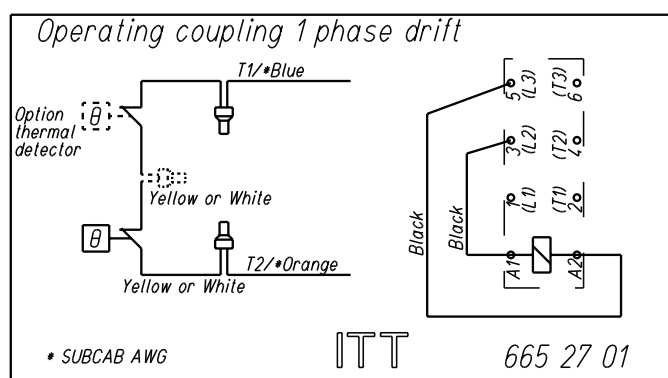 Operating coupling 1 phase drift
T1/*Blue
Option
thermal
detector
θ
Yellow or White
θ
T2/*Orange
Yellow or White
* SUBCAB AWG
Black
Black
5 (L3) (T3) 6
3 (L2) (T2) 4
1 (L1) (T1) 2
A1 A2
ITT
665 27 01